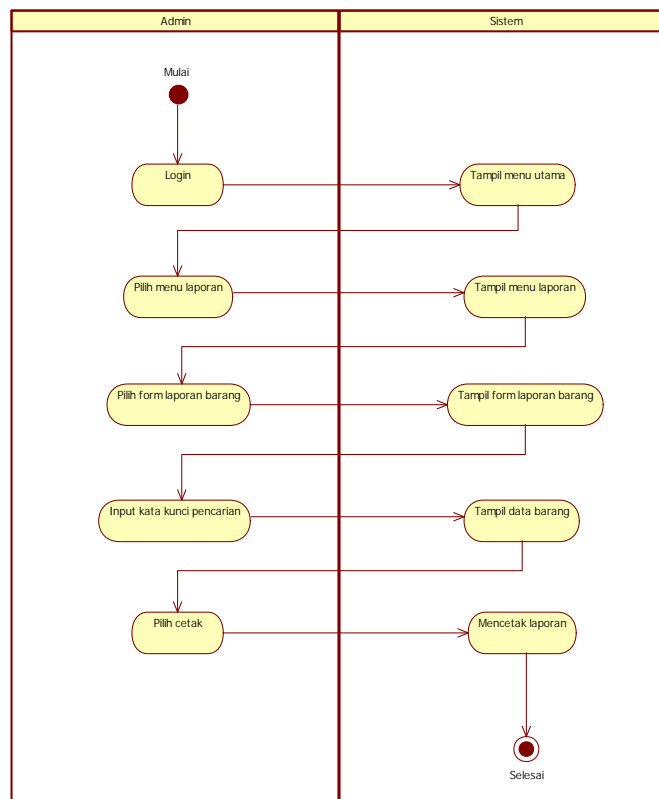 Admin
Sistem
Mulai
Login
Tampil menu utama
Pilih menu laporan
Tampil menu laporan
Pilih form laporan barang
Tampil form laporan barang
Input kata kunci pencarian
Tampil data barang
Pilih cetak
Mencetak laporan
Selesai